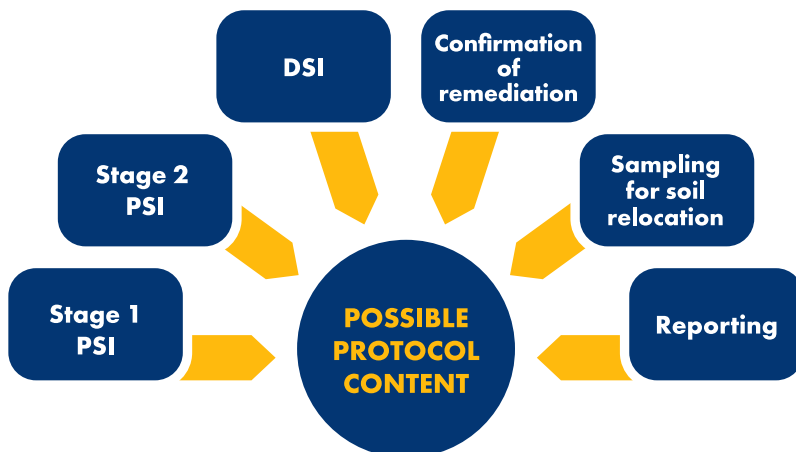 DSI
Confirmation
of
remediation
Stage 2
PSI
Sampling
for soil
relocation
Stage 1
PSI
Reporting
POSSIBLE
PROTOCOL
CONTENT